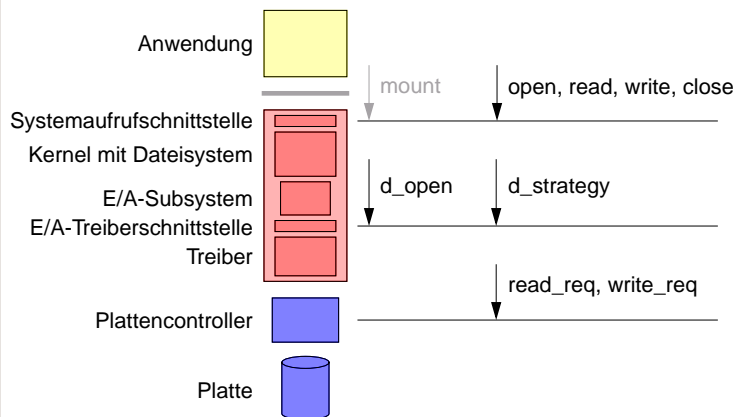 Anwendung
mount
open, read, write, close
Systemaufrufschnittstelle
Kernel mit Dateisystem
d_open
d_strategy
E/A-Subsystem
E/A-Treiberschnittstelle
Treiber
read_req, write_req
Plattencontroller
Platte